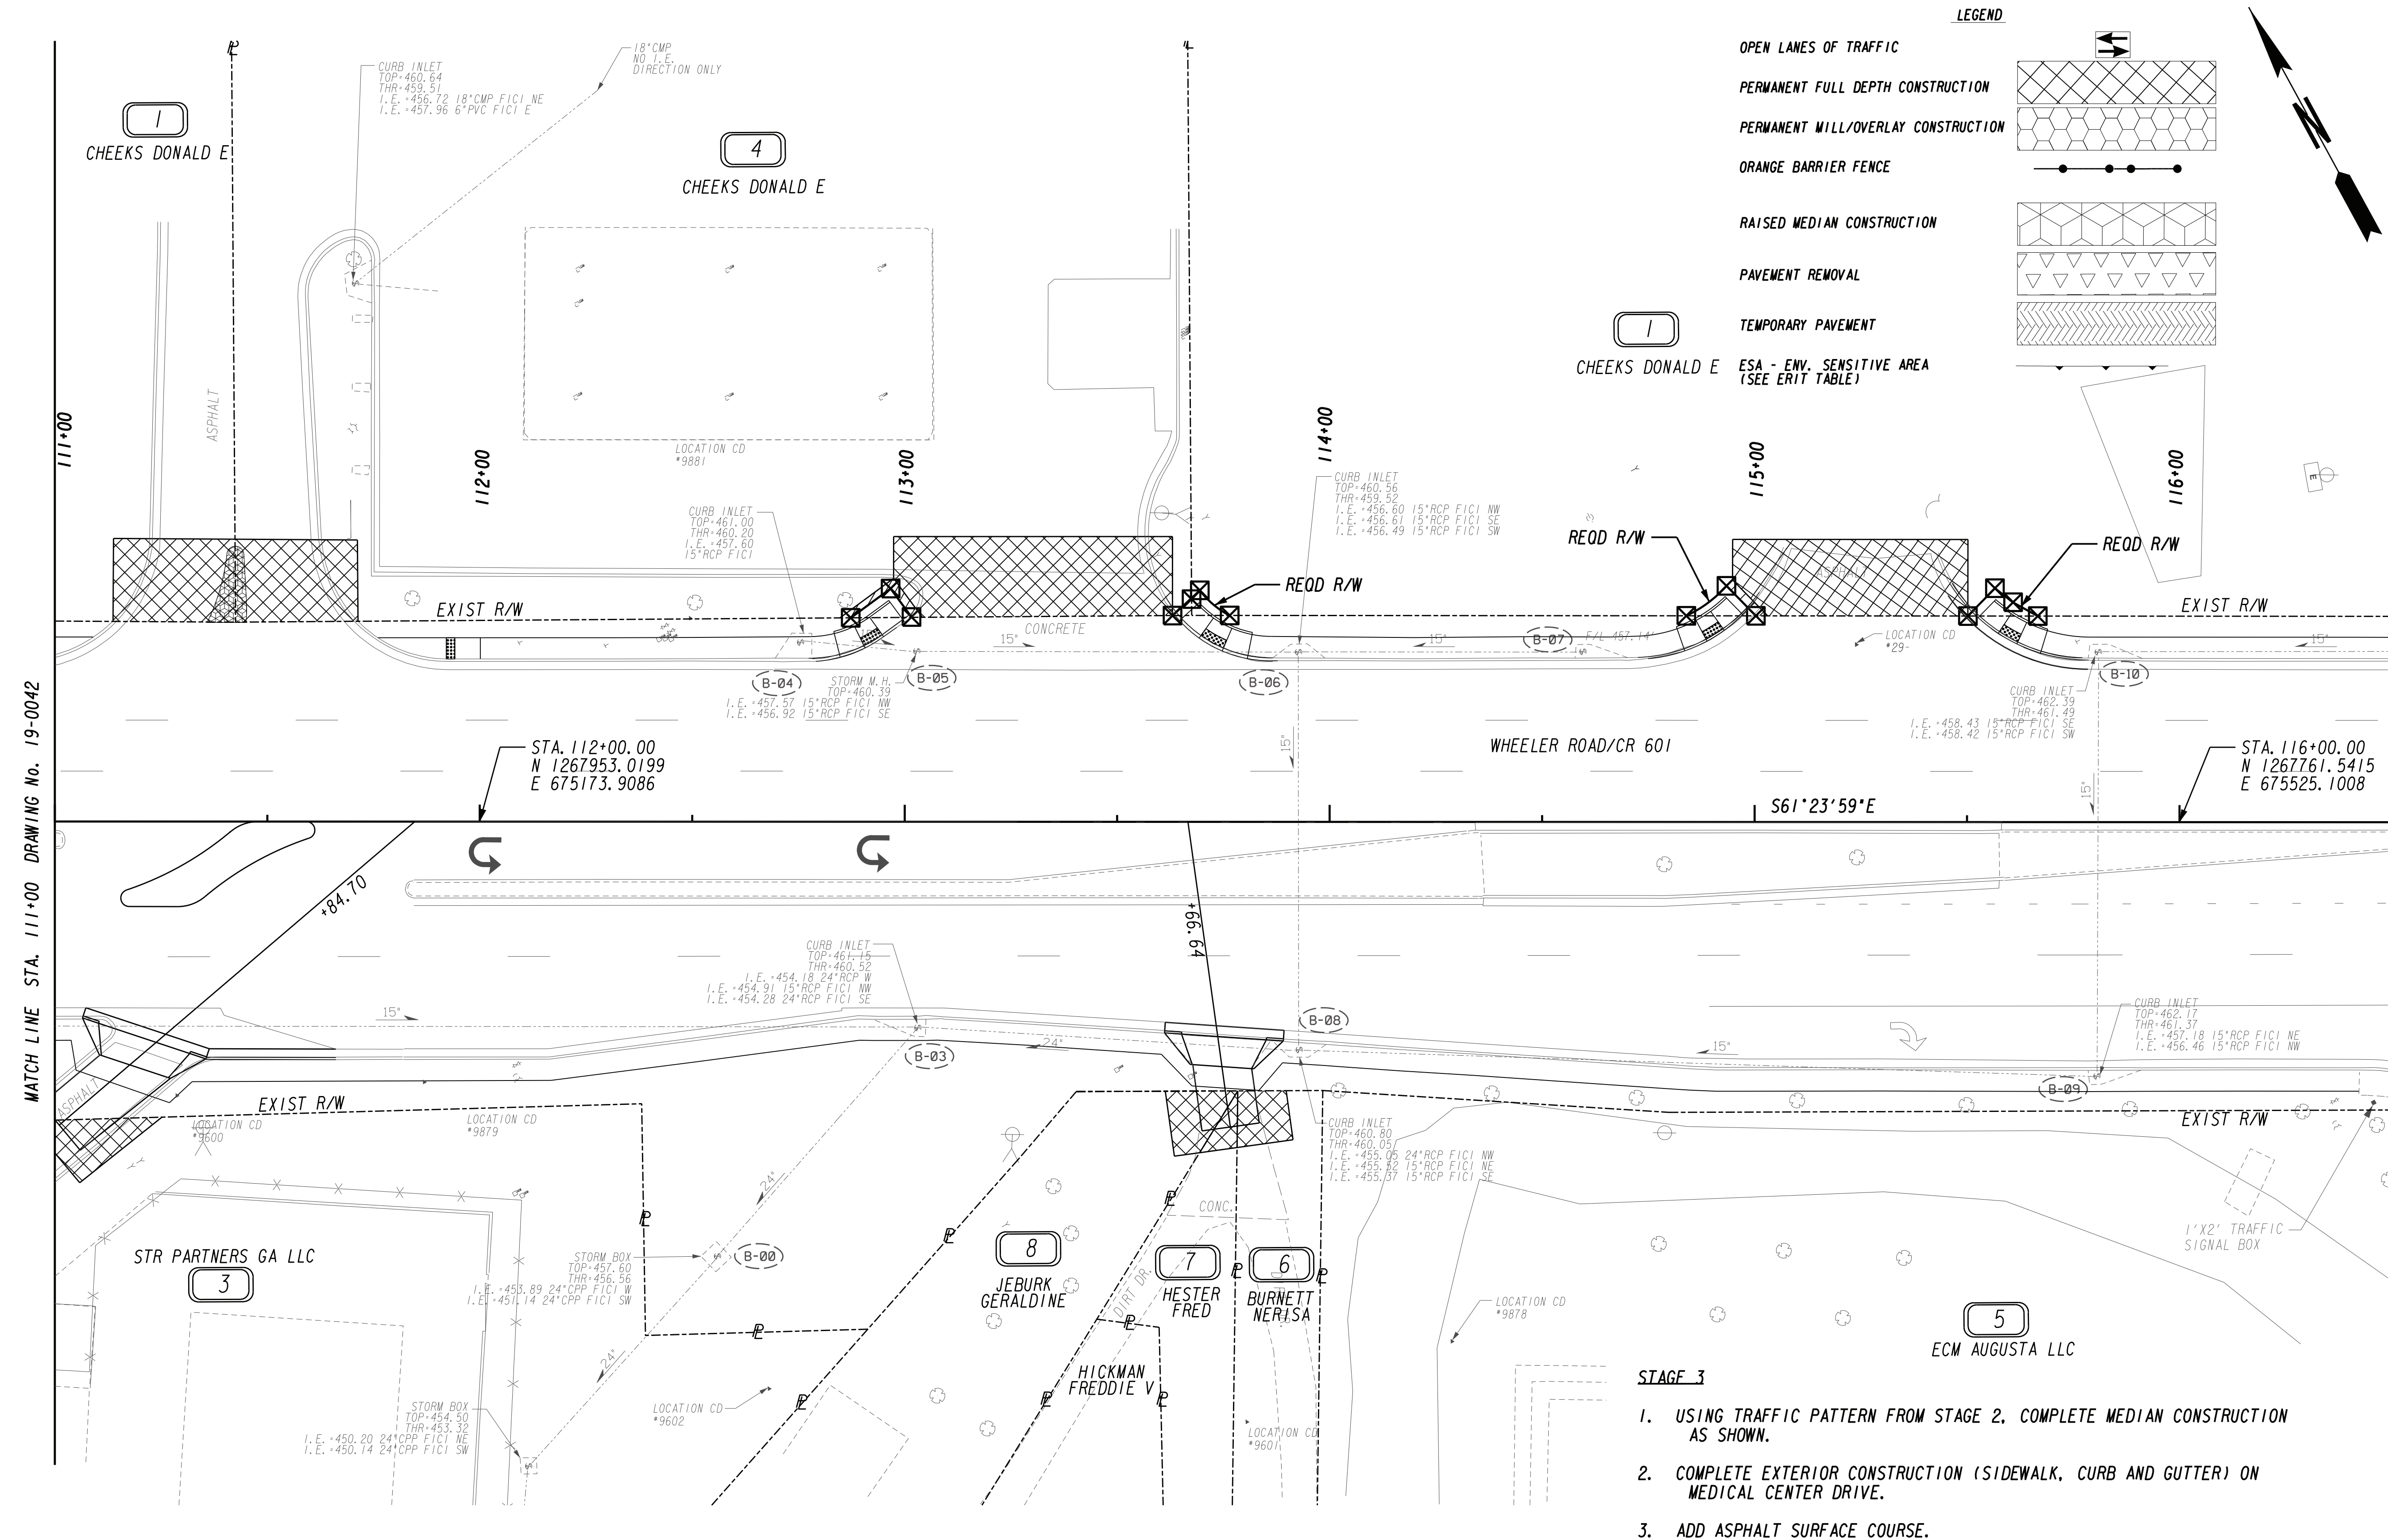 LEGEND
OPEN LANES OF TRAFFIC
PERMANENT FULL DEPTH CONSTRUCTION
PERMANENT MILL/OVERLAY CONSTRUCTION
ORANGE BARRIER FENCE
RAISED MEDIAN CONSTRUCTION
PAVEMENT REMOVAL
TEMPORARY PAVEMENT
ESA - ENV. SENSITIVE AREA
(SEE ERIT TABLE)
N
18"CMP
NO I.E.
DIRECTION ONLY
CURB INLET
TOP=460.64
THR=459.51
I.E.=456.72 18"CMP FICI NE
I.E.=457.96 6"PVC FICI E
1
CHEEKS DONALD E
4
CHEEKS DONALD E
1
CHEEKS DONALD E
ASPHALT
LOCATION CD
#9881
111+00
112+00
113+00
114+00
115+00
116+00
CURB INLET
TOP=461.00
THR=460.20
I.E.=457.60
15"RCP FICI
CURB INLET
TOP=460.56
THR=459.52
I.E.=456.60 15"RCP FICI NW
I.E.=456.61 15"RCP FICI SE
I.E.=456.49 15"RCP FICI SW
REQD R/W
REQD R/W
REQD R/W
E
ASPHALT
EXIST R/W
EXIST R/W
CONCRETE
15"
15"
15"
B-07
F/L 457.14
LOCATION CD
#29-
B-04
B-05
B-06
B-10
STORM M.H.
TOP=460.39
I.E.=457.57 15"RCP FICI NW
I.E.=456.92 15"RCP FICI SE
CURB INLET
TOP=462.39
THR=461.49
I.E.=458.43 15"RCP FICI SE
I.E.=458.42 15"RCP FICI SW
MATCH LINE STA. 111+00 DRAWING No. 19-0042
STA.112+00.00
N 1267953.0199
E 675173.9086
15"
WHEELER ROAD/CR 601
15"
STA.116+00.00
N 1267761.5415
E 675525.1008
S61°23'59"E
+84.70
+66.64
CURB INLET
TOP=461.15
THR=460.52
I.E.=454.18 24"RCP W
I.E.=454.91 15"RCP FICI NW
I.E.=454.28 24"RCP FICI SE
15"
B-03
24"
B-08
15"
CURB INLET
TOP=462.17
THR=461.37
I.E.=457.18 15"RCP FICI NE
I.E.=456.46 15"RCP FICI NW
B-09
ASPHALT
EXIST R/W
EXIST R/W
LOCATION CD
#9600
LOCATION CD
#9879
CURB INLET
TOP=460.80
THR=460.05
I.E.=455.05 24"RCP FICI NW
I.E.=455.52 15"RCP FICI NE
I.E.=455.37 15"RCP FICI SE
24"
CONC.
1'X2' TRAFFIC
SIGNAL BOX
STR PARTNERS GA LLC
3
STORM BOX
TOP=457.60
THR=456.56
I.E.=453.89 24"CPP FICI W
I.E.=451.14 24"CPP FICI SW
B-00
8
JEBURK
GERALDINE
DIRT DR.
7
HESTER
FRED
6
BURNETT
NERISA
LOCATION CD
#9878
5
ECM AUGUSTA LLC
24"
HICKMAN
FREDDIE V
STORM BOX
TOP=454.50
THR=453.32
I.E.=450.20 24"CPP FICI NE
I.E.=450.14 24"CPP FICI SW
LOCATION CD
#9602
LOCATION CD
#9601
STAGE 3
1. USING TRAFFIC PATTERN FROM STAGE 2, COMPLETE MEDIAN CONSTRUCTION
AS SHOWN.
2. COMPLETE EXTERIOR CONSTRUCTION (SIDEWALK, CURB AND GUTTER) ON
MEDICAL CENTER DRIVE.
3. ADD ASPHALT SURFACE COURSE.